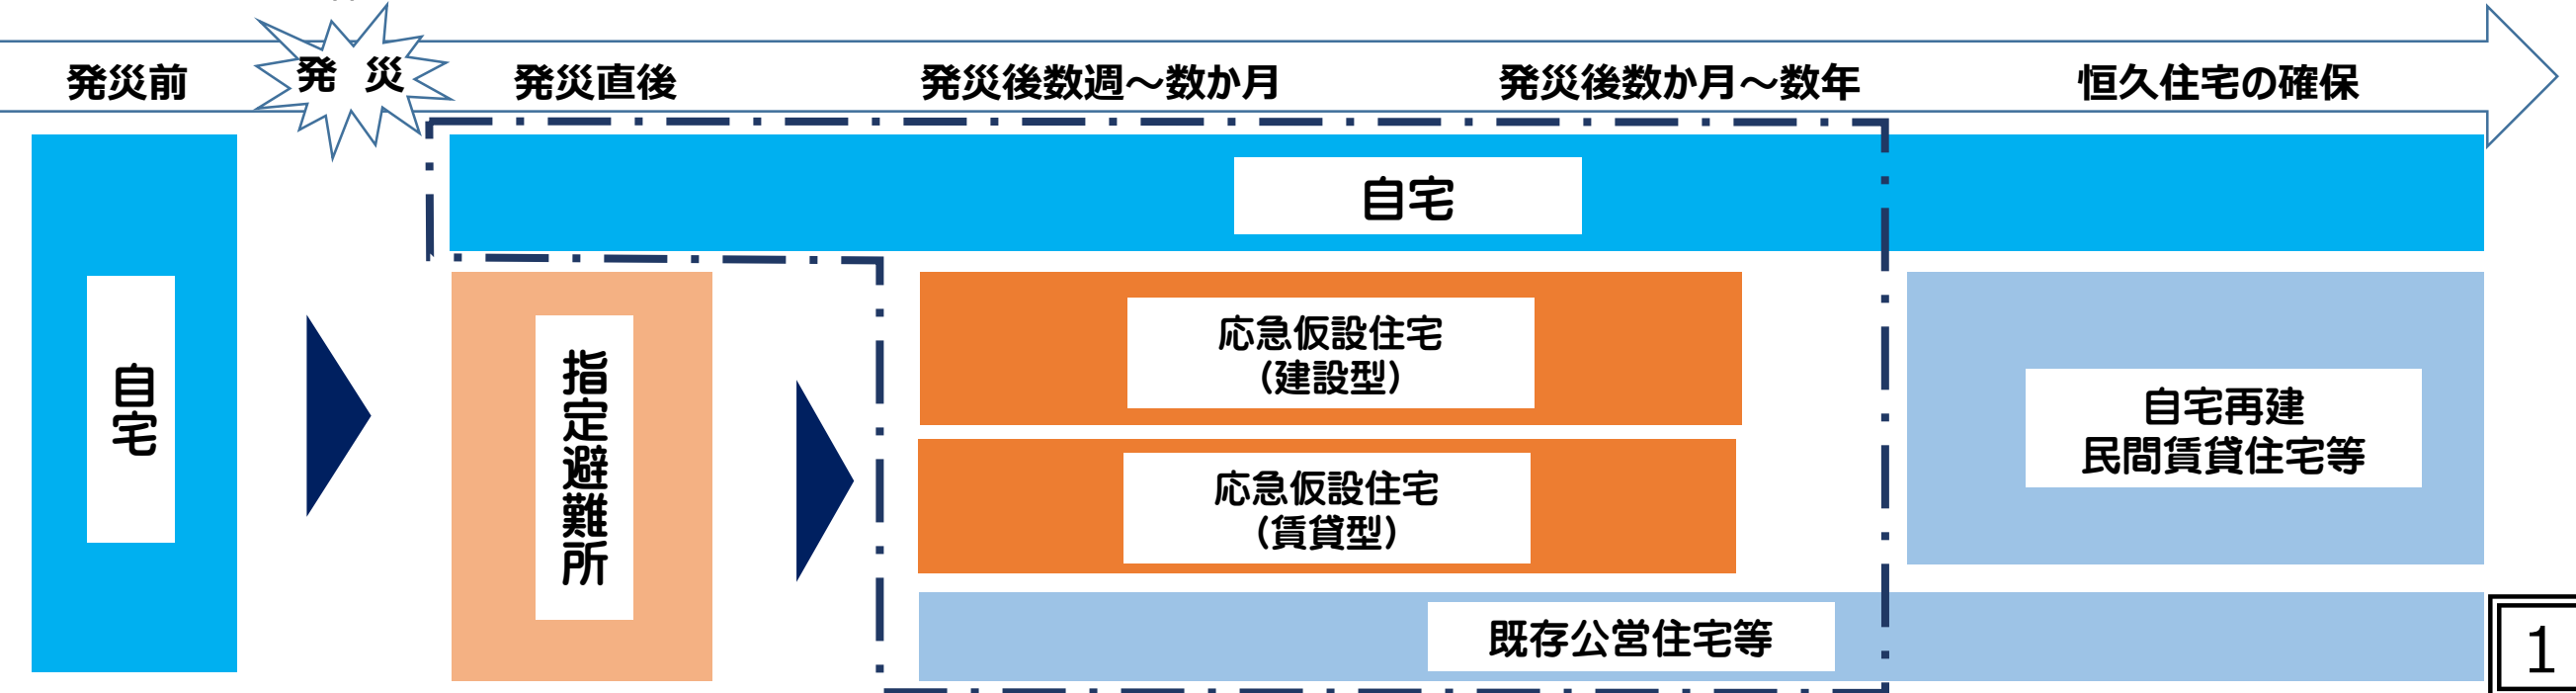 発災前
発 災
発災直後
発災後数週～数か月
発災後数か月～数年
恒久住宅の確保
自宅
自宅
指定避難所
応急仮設住宅
（建設型）
応急仮設住宅
（賃貸型）
既存公営住宅等
自宅再建
民間賃貸住宅等
1